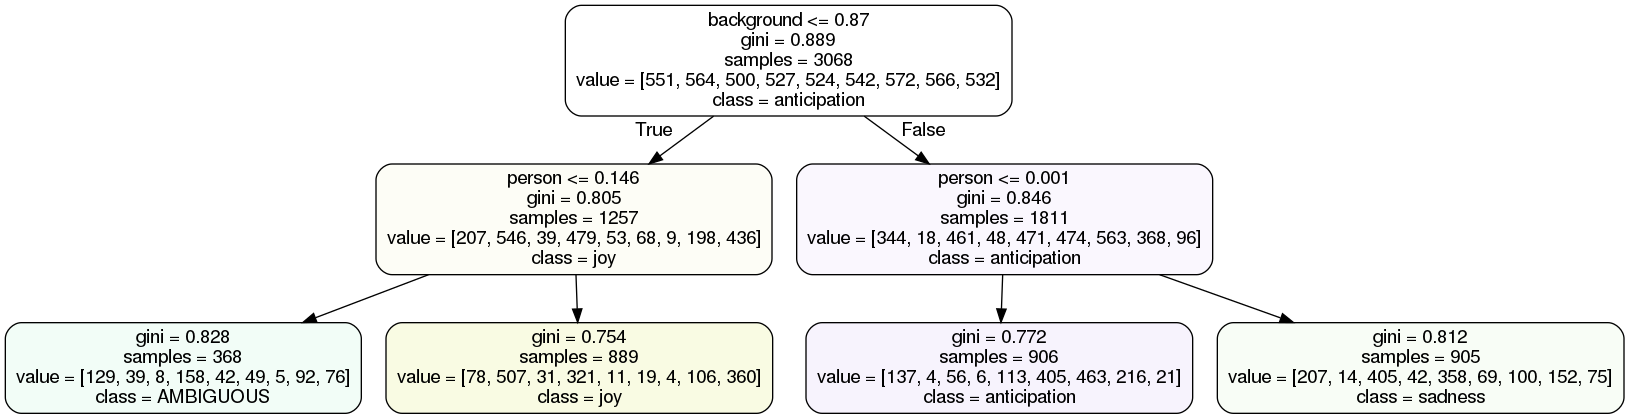 background <= 0.87
gini = 0.889
samples = 3068
value = [551, 564, 500, 527, 524, 542, 572, 566, 532]
class = anticipation
True
False
person <= 0.146
gini = 0.805
samples = 1257
value = [207, 546, 39, 479, 53, 68, 9, 198, 436]
class = joy
person <= 0.001
gini = 0.846
samples = 1811
value = [344, 18, 461, 48, 471, 474, 563, 368, 96]
class = anticipation
gini = 0.828
samples = 368
value = [129, 39, 8, 158, 42, 49, 5, 92, 76]
class = AMBIGUOUS
gini = 0.754
samples = 889
value = [78, 507, 31, 321, 11, 19, 4, 106, 360]
class = joy
gini = 0.772
samples = 906
value = [137, 4, 56, 6, 113, 405, 463, 216, 21]
class = anticipation
gini = 0.812
samples = 905
value = [207, 14, 405, 42, 358, 69, 100, 152, 75]
class = sadness